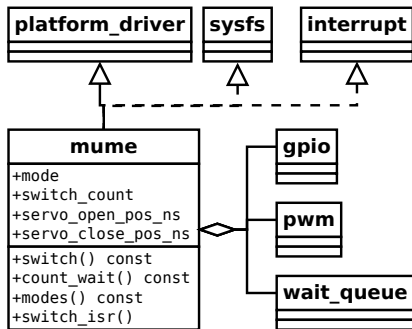 platform_driver
sysfs
interrupt
mume
+mode
+switch_count
+servo_open_pos_ns
+servo_close_pos_ns
+switch() const
+count_wait() const
+modes() const
+switch_isr()
gpio
pwm
wait_queue